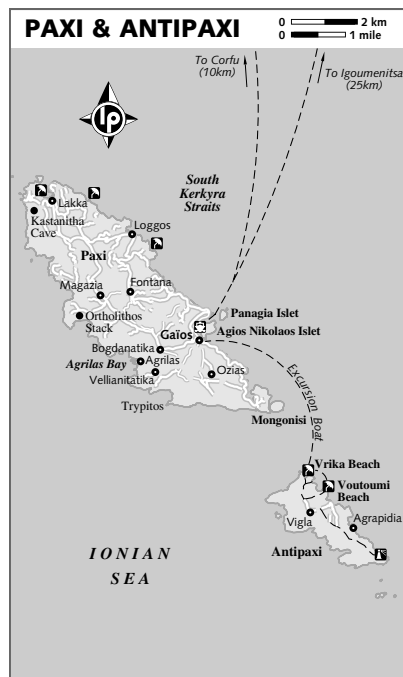 PAXI & ANTIPAXI
0 2 km
0 1 mile
To Corfu
(10km)
To Igoumenitsa
(25km)
lp
South
Kerkyra
Straits
Lakka
Kastanitha
Cave
Loggos
Paxi
Magazia
Fontana
Ortholithos
Stack
Panagia Islet
Agios Nikolaos Islet
Gaïos
Bogdanatika
Agrilas Bay
Agrilas
Vellianitatika
Ozias
Trypitos
Mongonisi
Excursion Boat
Vrika Beach
Voutoumi
Beach
Vigla
Agrapidia
Antipaxi
IONIAN
SEA